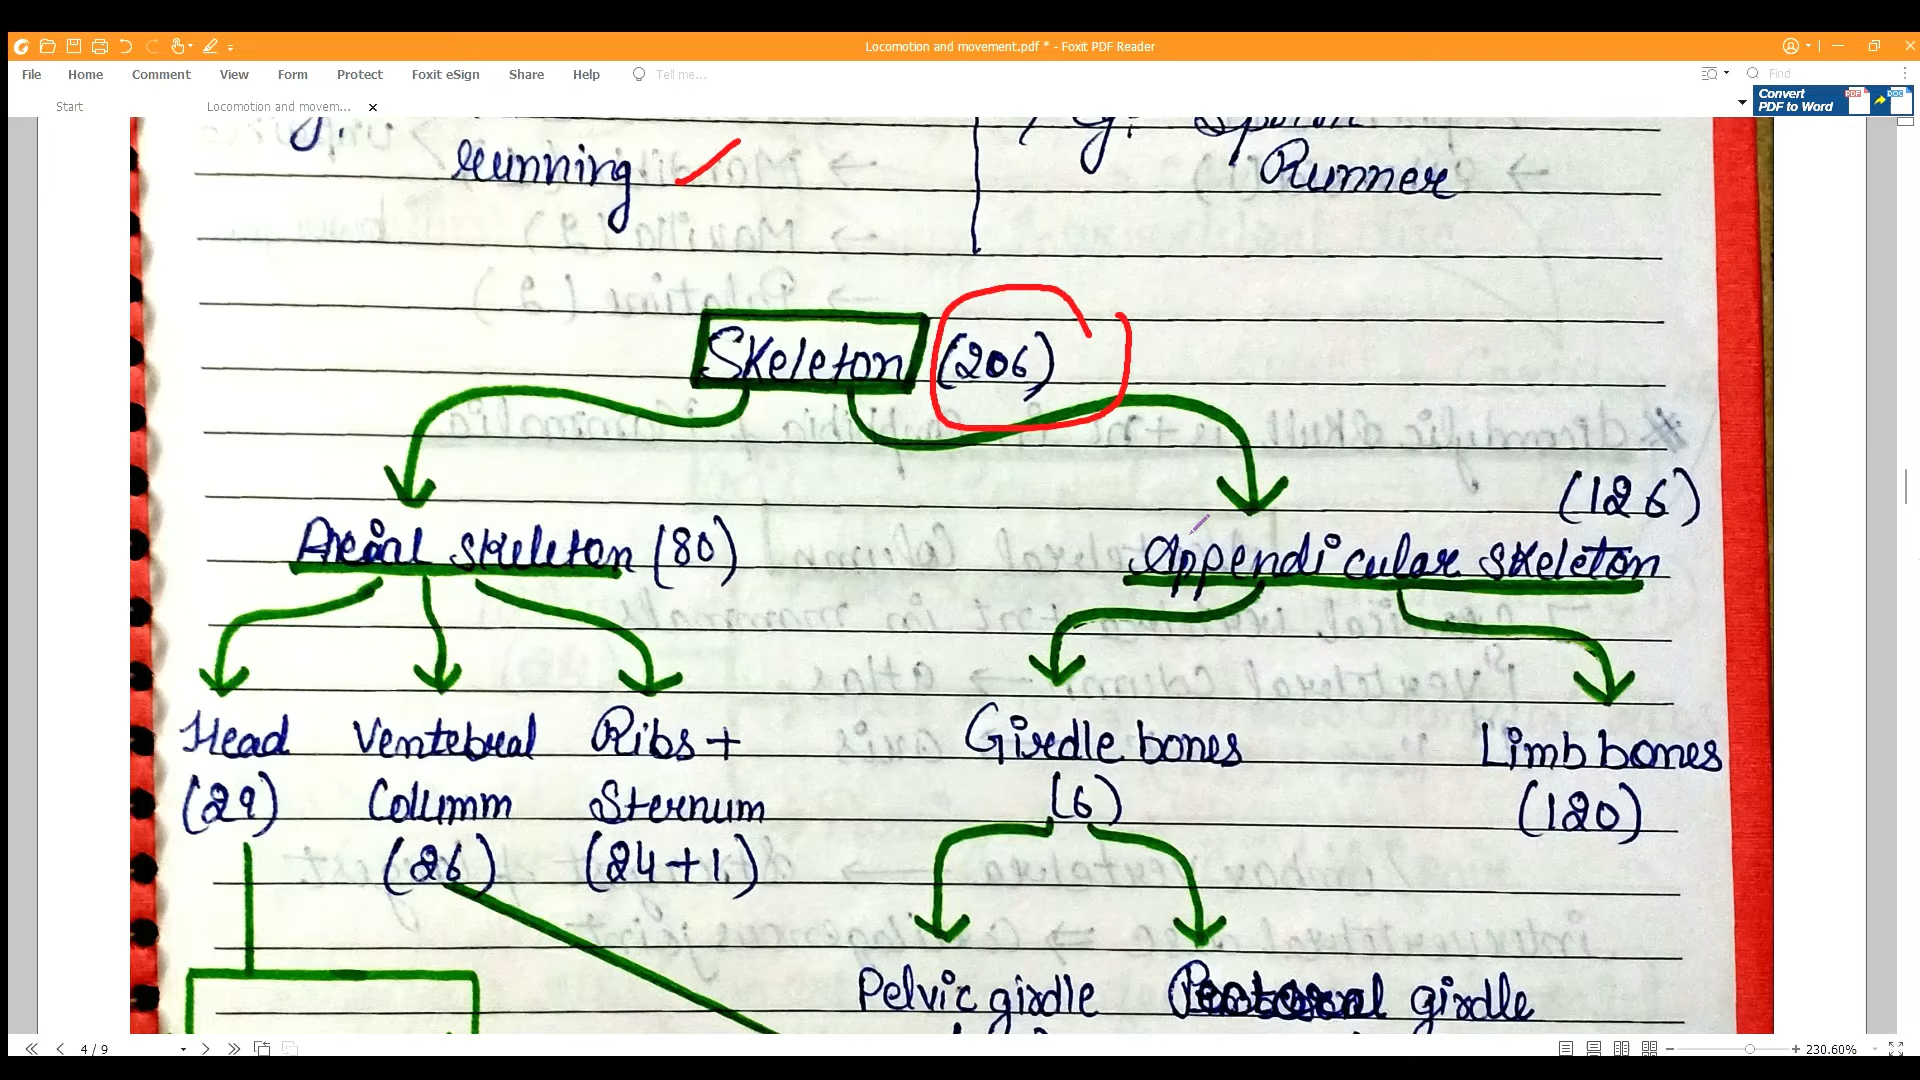 Locomotion and movement.pdf * - Foxit PDF Reader
File Home Comment View Form Protect Foxit eSign Share Help Tell me... Find
Start Locomotion and movem... Convert PDF to Word
running Runner
Skeleton (206)
(126)
Axial skeleton (80) Appendicular skeleton
Head Ventebral Ribs + Girdle bones Limb bones
(29) Column Sternum (6) (120)
(26) (24+1)
Pelvic girdle girdle
4 / 9 230.60%